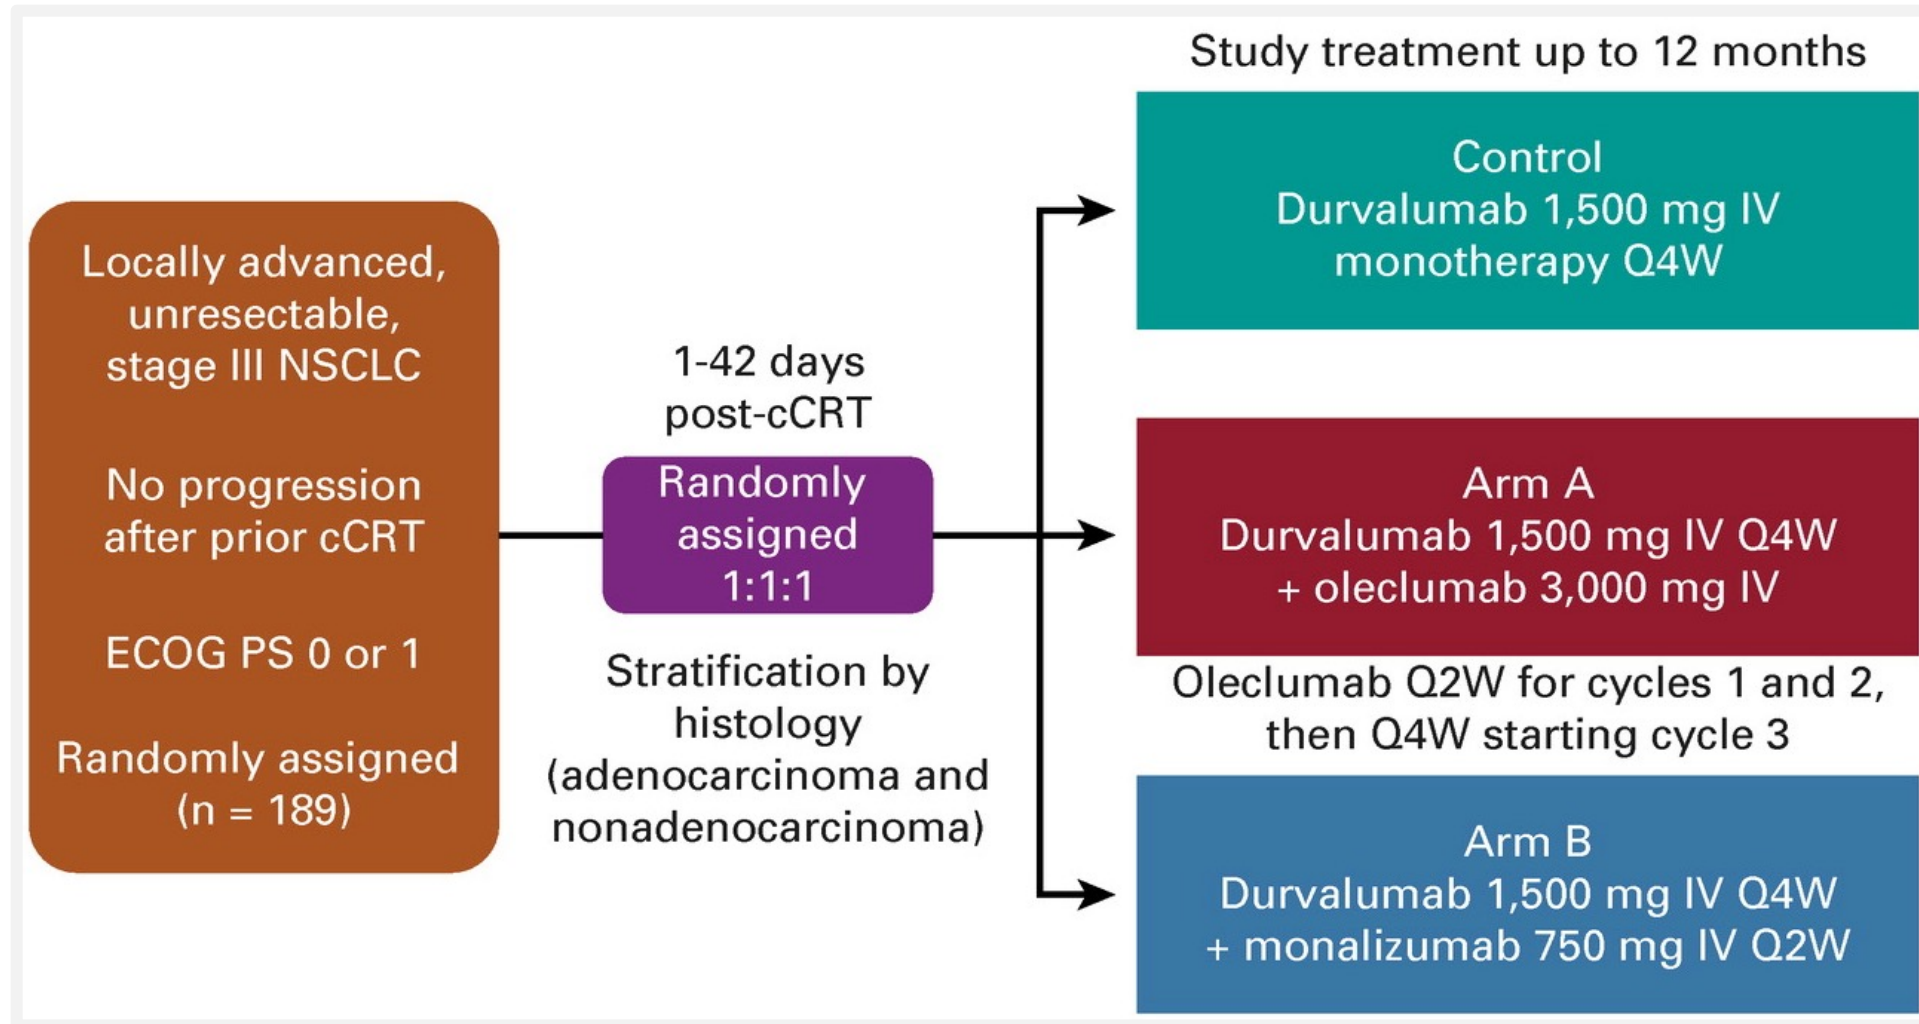 Locally advanced,
unresectable,
stage III NSCLC
No progression
after prior cCRT
ECOG PS 0 or 1
Randomly assigned
(n = 189)
1-42 days
post-cCRT
Randomly
assigned
1:1:1
Stratification by
histology
(adenocarcinoma and
nonadenocarcinoma)
Study treatment up to 12 months
Control
Durvalumab 1,500 mg IV
monotherapy Q4W
Arm A
Durvalumab 1,500 mg IV Q4W
+ oleclumab 3,000 mg IV
Oleclumab Q2W for cycles 1 and 2,
then Q4W starting cycle 3
Arm B
Durvalumab 1,500 mg IV Q4W
+ monalizumab 750 mg IV Q2W